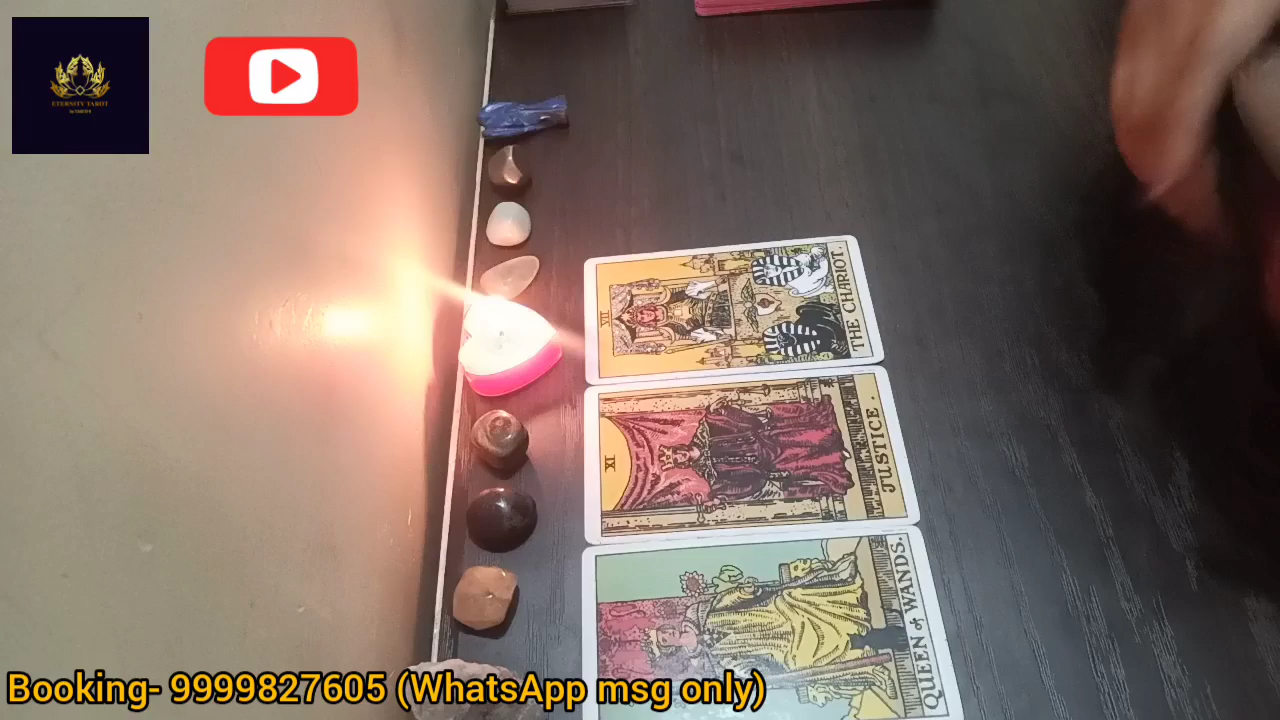 ETERNITY TAROT
VII
THE CHARIOT.
XI
JUSTICE .
QUEEN of WANDS.
Booking- 9999827605 (WhatsApp msg only)